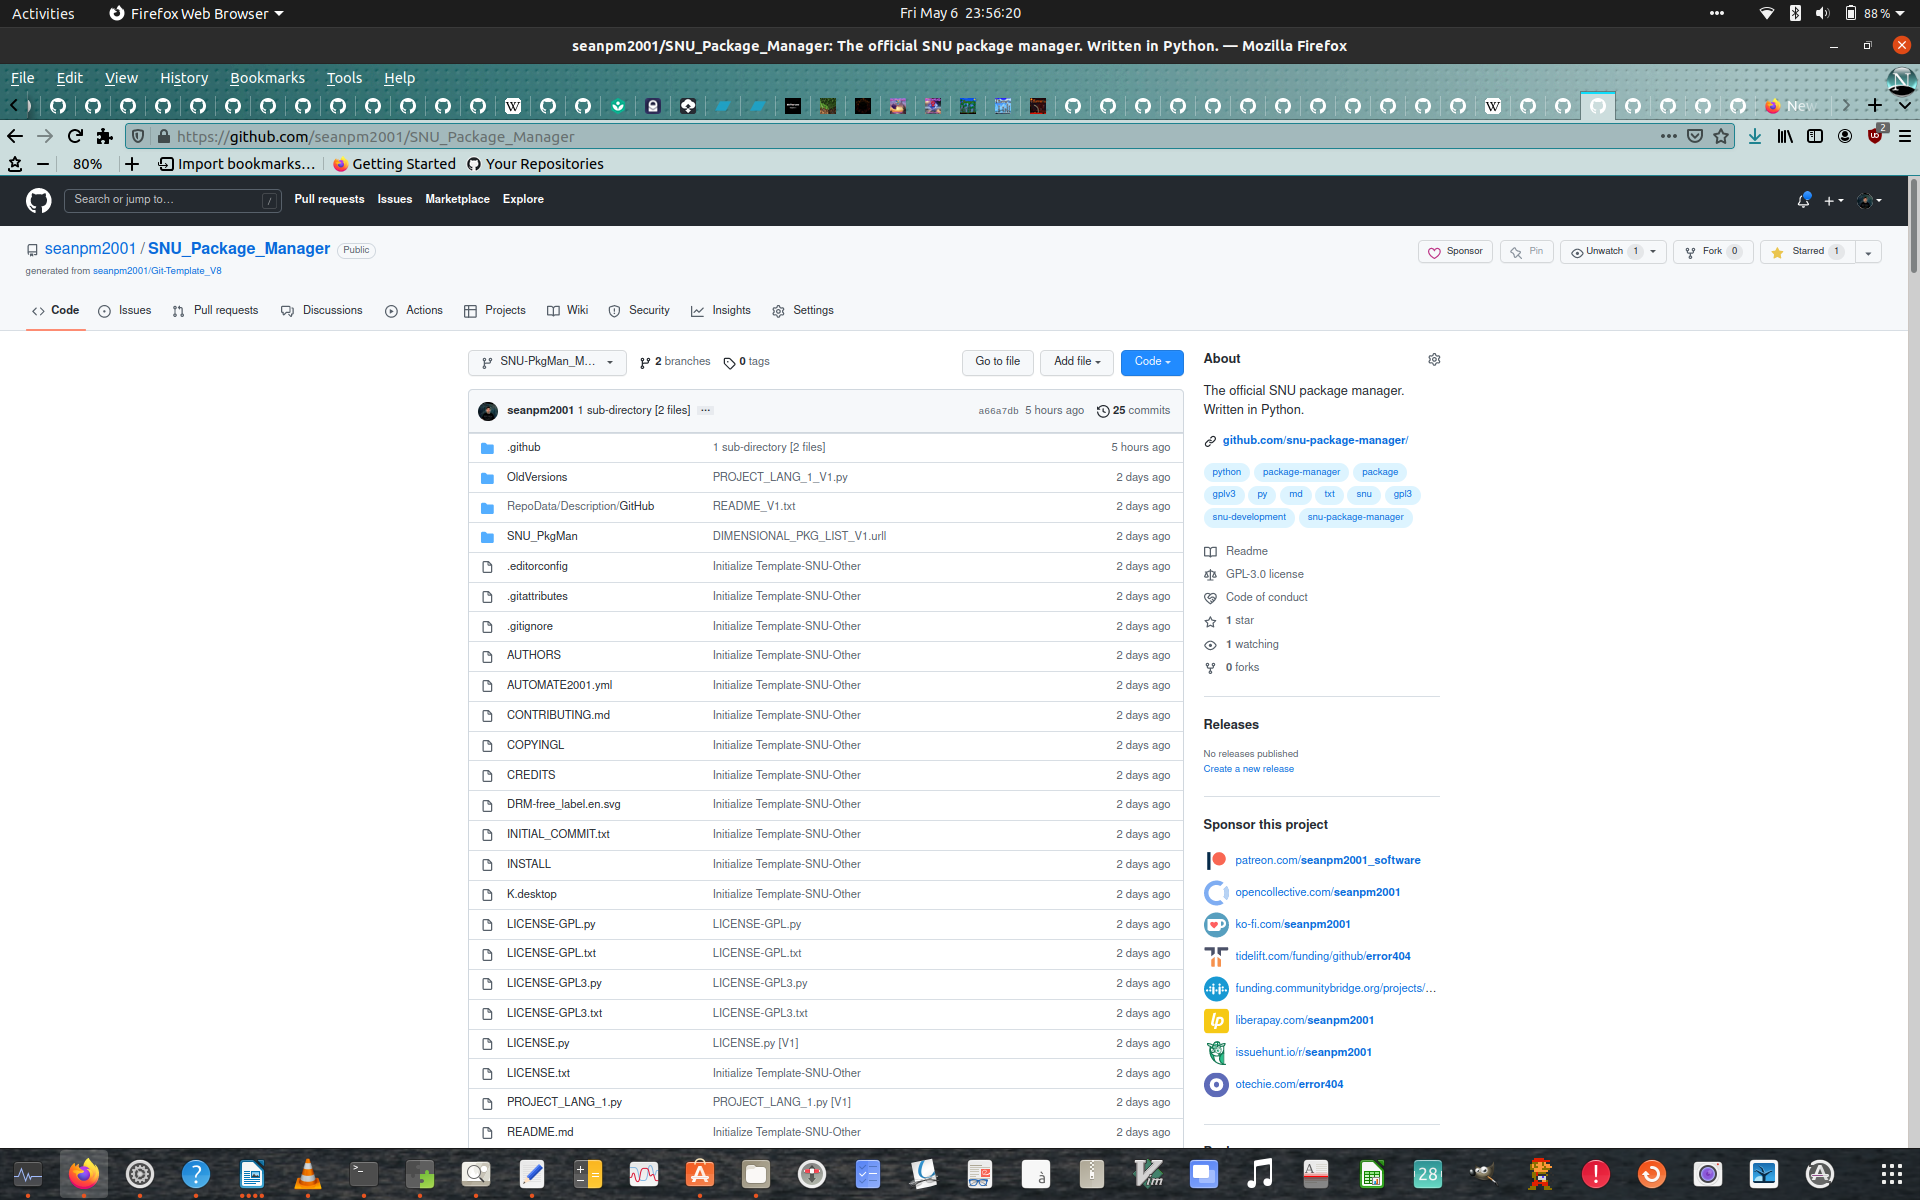 Activities Firefox Web Browser Fri May 6 23:56:20 88 %
seanpm2001/SNU_Package_Manager: The official SNU package manager. Written in Python. — Mozilla Firefox
File Edit View History Bookmarks Tools Help
New
https://github.com/seanpm2001/SNU_Package_Manager 2
80% Import bookmarks... Getting Started Your Repositories
Search or jump to... / Pull requests Issues Marketplace Explore
seanpm2001 / SNU_Package_Manager Public Sponsor Pin Unwatch 1 Fork 0 Starred 1
generated from seanpm2001/Git-Template_V8
Code Issues Pull requests Discussions Actions Projects Wiki Security Insights Settings
SNU-PkgMan_M... 2 branches 0 tags Go to file Add file Code
seanpm2001 1 sub-directory [2 files] ... a66a7db 5 hours ago 25 commits
.github 1 sub-directory [2 files] 5 hours ago
OldVersions PROJECT_LANG_1_V1.py 2 days ago
RepoData/Description/GitHub README_V1.txt 2 days ago
SNU_PkgMan DIMENSIONAL_PKG_LIST_V1.urll 2 days ago
.editorconfig Initialize Template-SNU-Other 2 days ago
.gitattributes Initialize Template-SNU-Other 2 days ago
.gitignore Initialize Template-SNU-Other 2 days ago
AUTHORS Initialize Template-SNU-Other 2 days ago
AUTOMATE2001.yml Initialize Template-SNU-Other 2 days ago
CONTRIBUTING.md Initialize Template-SNU-Other 2 days ago
COPYINGL Initialize Template-SNU-Other 2 days ago
CREDITS Initialize Template-SNU-Other 2 days ago
DRM-free_label.en.svg Initialize Template-SNU-Other 2 days ago
INITIAL_COMMIT.txt Initialize Template-SNU-Other 2 days ago
INSTALL Initialize Template-SNU-Other 2 days ago
K.desktop Initialize Template-SNU-Other 2 days ago
LICENSE-GPL.py LICENSE-GPL.py 2 days ago
LICENSE-GPL.txt LICENSE-GPL.txt 2 days ago
LICENSE-GPL3.py LICENSE-GPL3.py 2 days ago
LICENSE-GPL3.txt LICENSE-GPL3.txt 2 days ago
LICENSE.py LICENSE.py [V1] 2 days ago
LICENSE.txt Initialize Template-SNU-Other 2 days ago
PROJECT_LANG_1.py PROJECT_LANG_1.py [V1] 2 days ago
README.md Initialize Template-SNU-Other 2 days ago
About
The official SNU package manager.
Written in Python.
github.com/snu-package-manager/
python package-manager package
gplv3 py md txt snu gpl3
snu-development snu-package-manager
Readme
GPL-3.0 license
Code of conduct
1 star
1 watching
0 forks
Releases
No releases published
Create a new release
Sponsor this project
patreon.com/seanpm2001_software
opencollective.com/seanpm2001
ko-fi.com/seanpm2001
tidelift.com/funding/github/error404
funding.communitybridge.org/projects/...
liberapay.com/seanpm2001
issuehunt.io/r/seanpm2001
otechie.com/error404
28